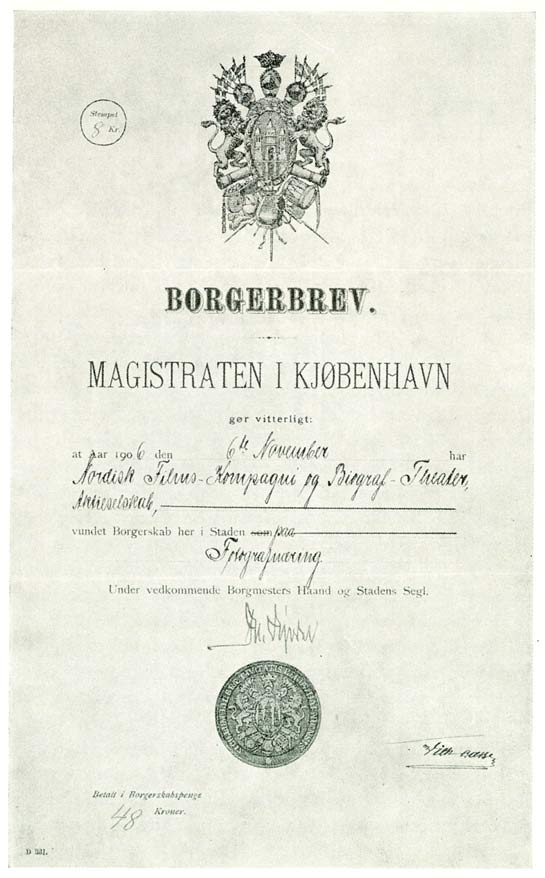 Stempel
8 Kr.
BORGERBREV.
MAGISTRATEN I KJØBENHAVN
gør vitterligt:
at Aar 1906 den 6te November har
Nordisk Films-Kompagni og Biograf-Theater,
Aktieselskab,
vundet Borgerskab her i Staden som paa
Fotografnæring.
Under vedkommende Borgmesters Haand og Stadens Segl.
Betalt i Borgerskabspenge
48 Kroner.